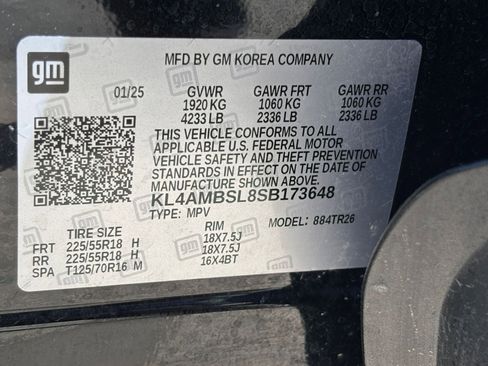 gm
MFD BY GM KOREA COMPANY
01/25 GVWR GAWR FRT GAWR RR
1920 KG 1060 KG 1060 KG
4233 LB 2336 LB 2336 LB
THIS VEHICLE CONFORMS TO ALL
APPLICABLE U.S. FEDERAL MOTOR
VEHICLE SAFETY AND THEFT PREVENTION
STANDARDS IN EFFECT ON THE DATE OF
MANUFACTURE SHOWN ABOVE.
KL4AMBSL8SB173648
TYPE: MPV MODEL: 884TR26
TIRE SIZE RIM
FRT 225/55R18 H 18X7.5J
RR 225/55R18 H 18X7.5J
SPA T125/70R16 M 16X4BT